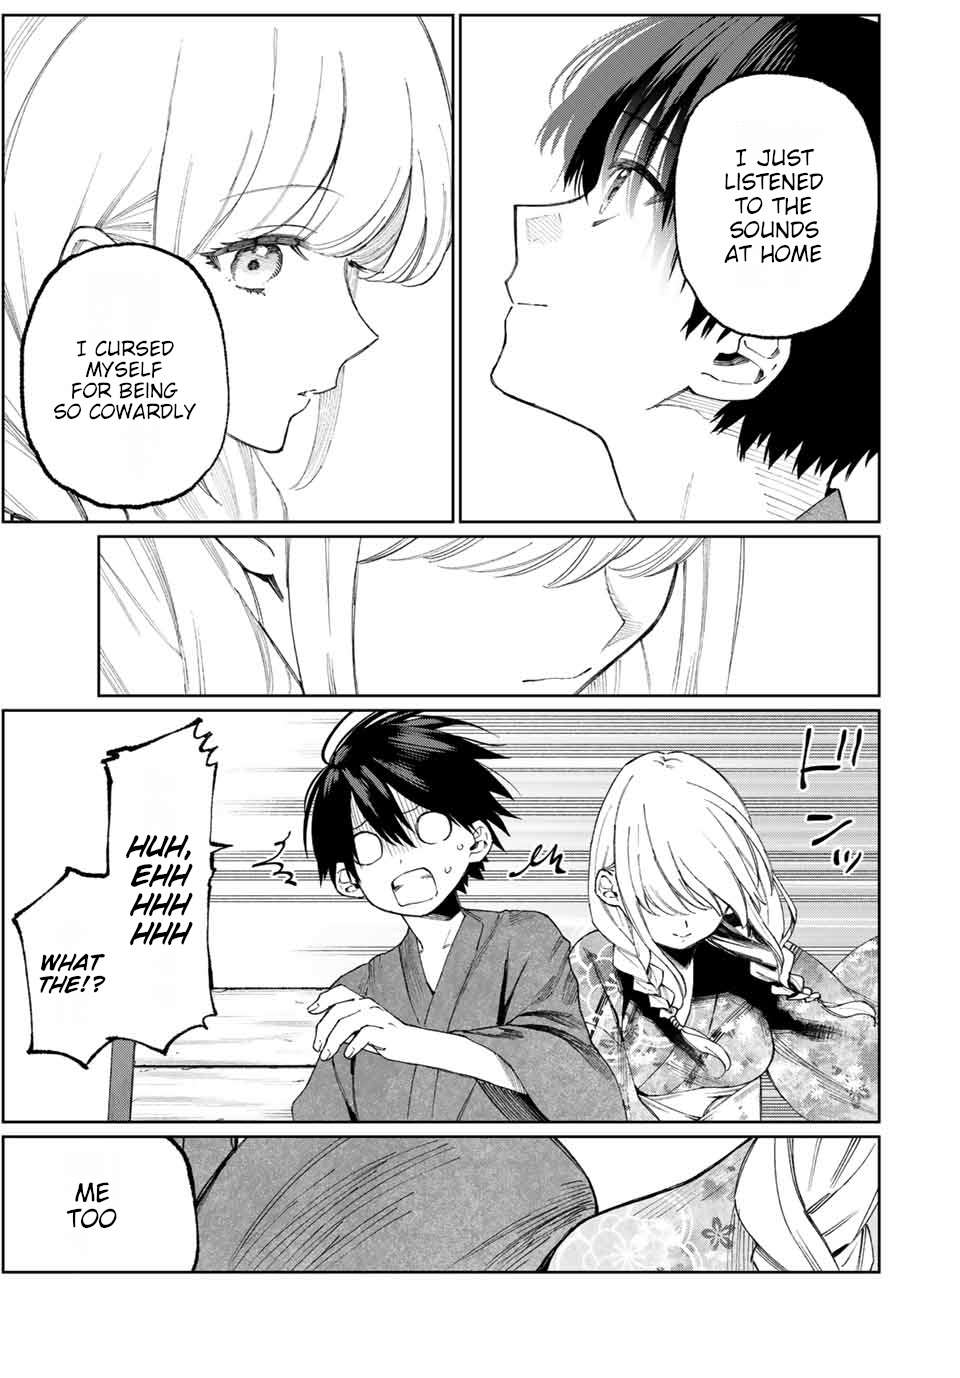 I JUST
LISTENED
TO THE
SOUNDS
AT HOME
I CURSED
MYSELF
FOR BEING
SO COWARDLY
ドンッ
HUH,
EHH
HHH
HHH
WHAT
THE!?
ME
TOO